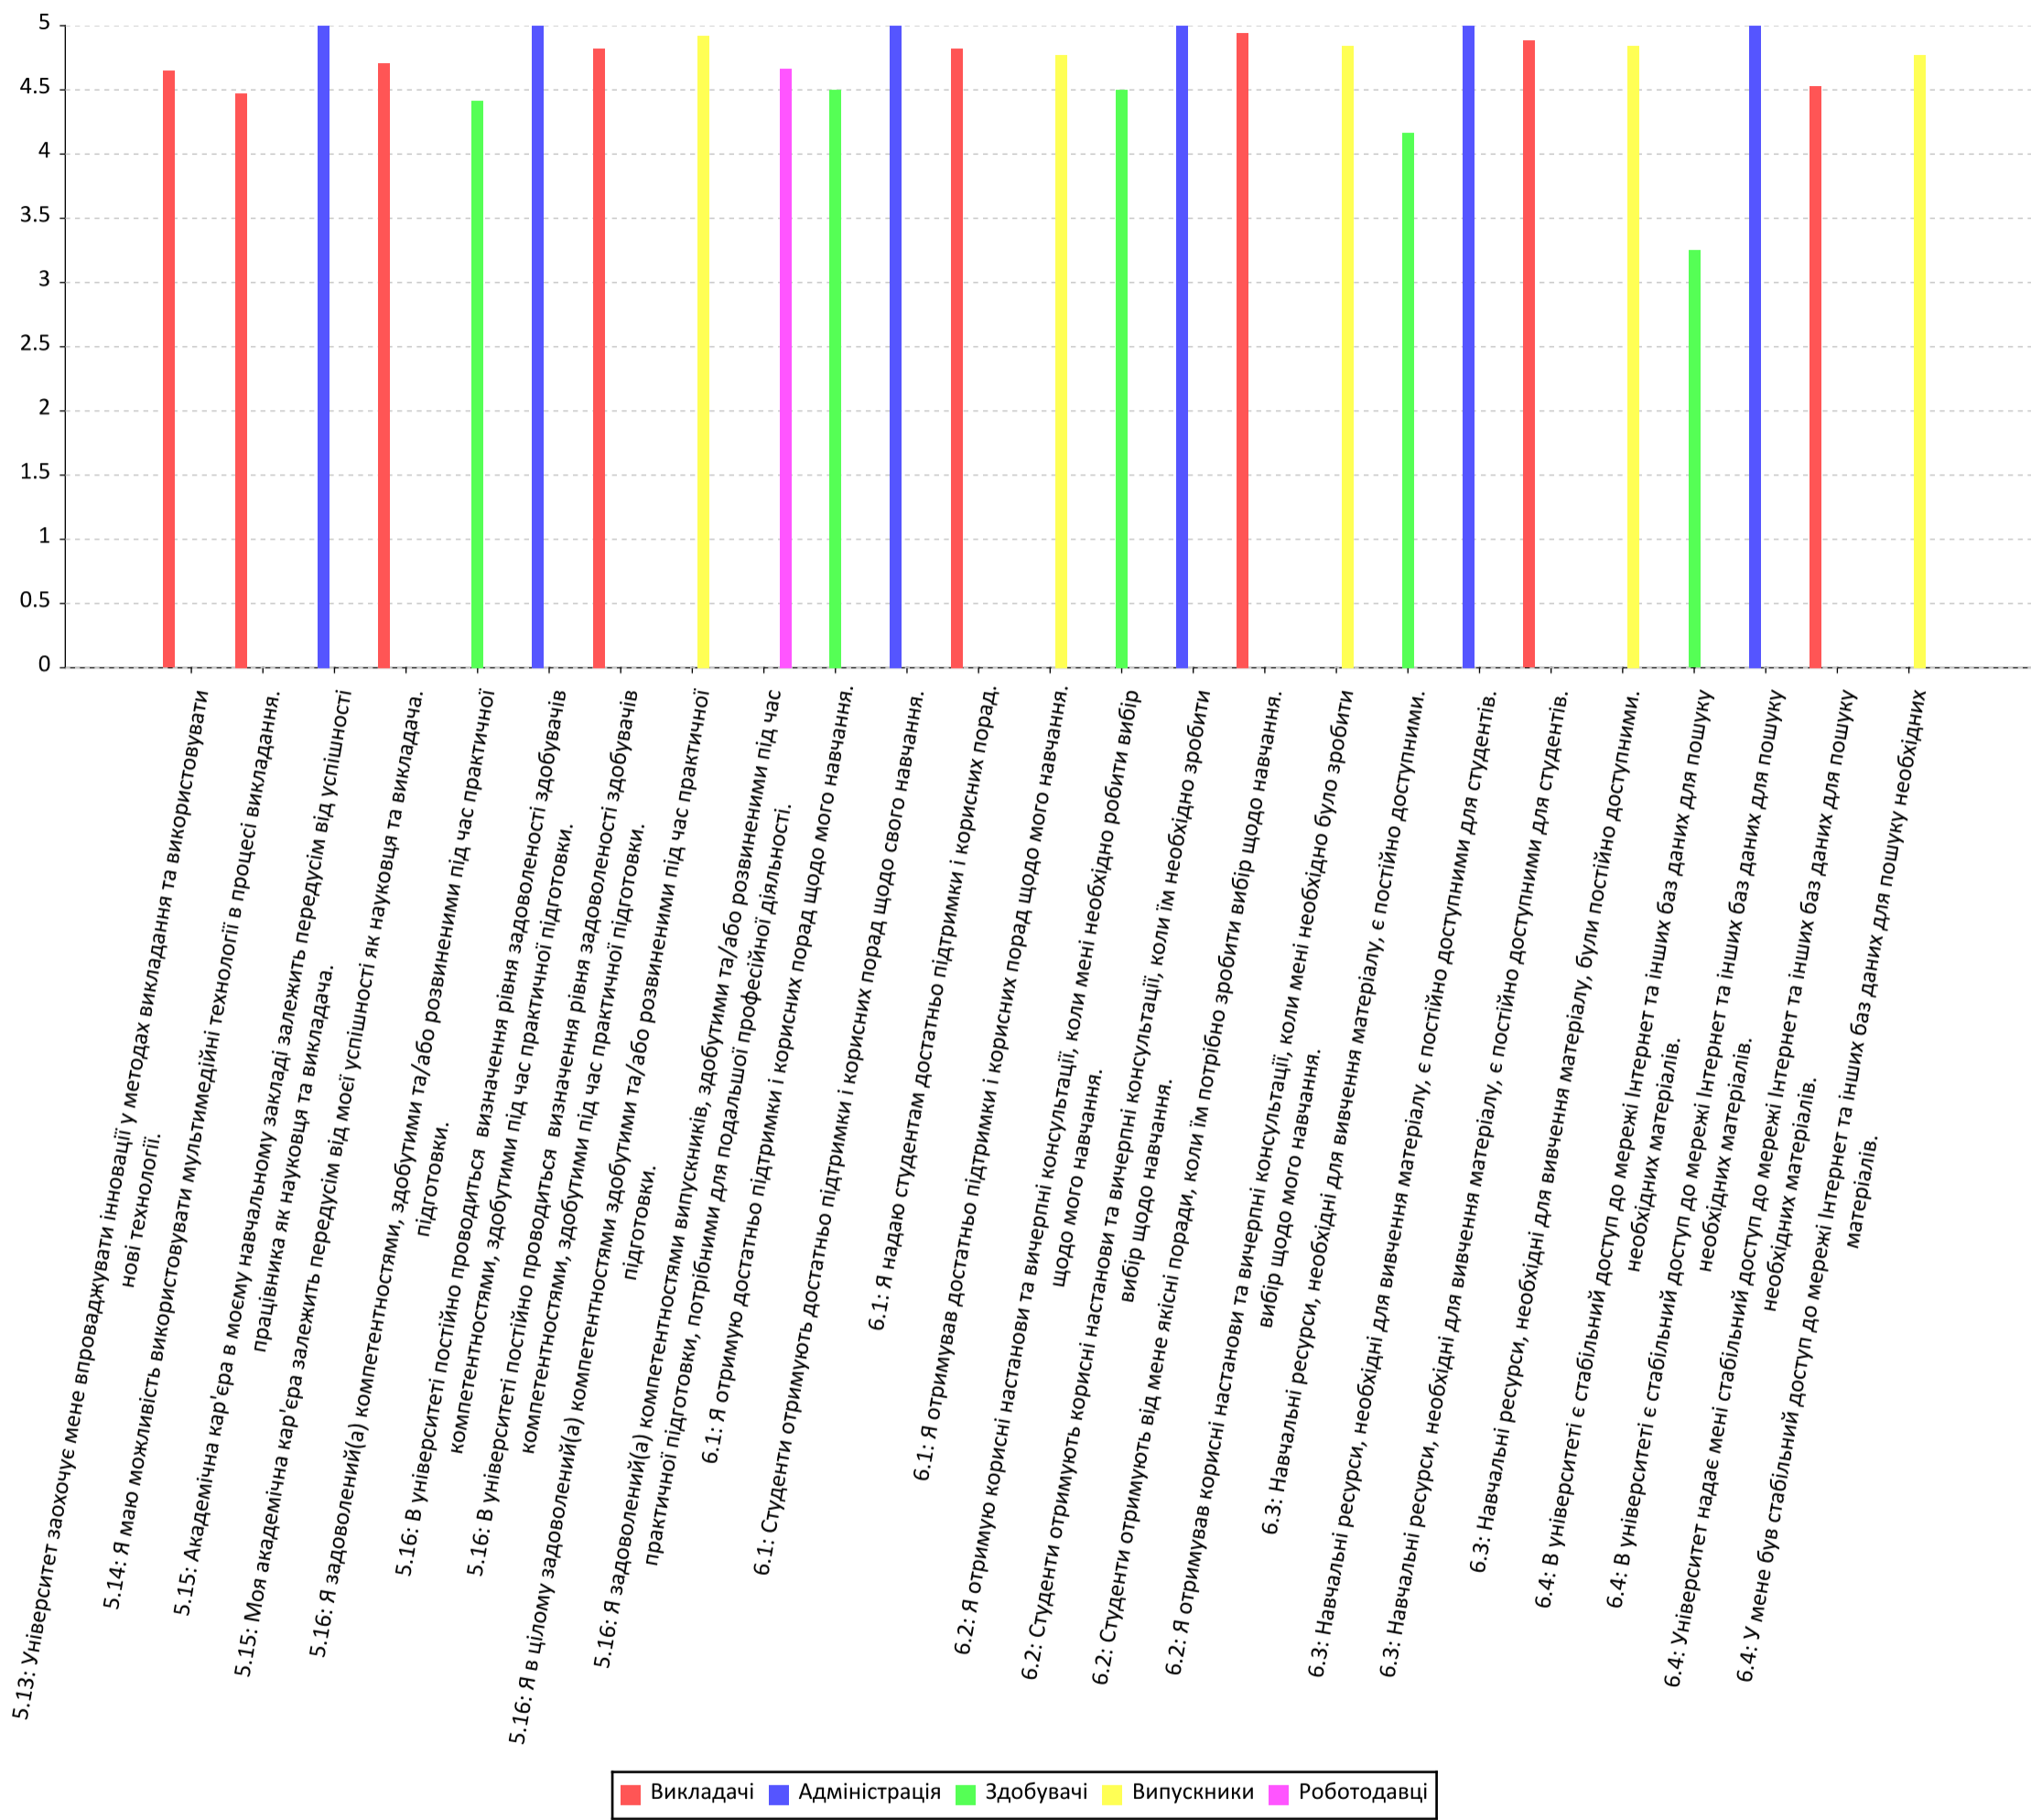 5
4.5
4
3.5
3
2.5
2
1.5
1
0.5
0
5.13: Університет заохочує мене впроваджувати інновації у методах викладання та використовувати
нові технології.
5.14: Я маю можливість використовувати мультимедійні технології в процесі викладання.
5.15: Академічна кар'єра в моєму навчальному закладі залежить передусім від успішності
працівника як науковця та викладача.
5.15: Моя академічна кар'єра залежить передусім від моєї успішності як науковця та викладача.
5.16: Я задоволений(а) компетентностями, здобутими та/або розвиненими під час практичної
підготовки.
5.16: В університеті постійно проводиться визначення рівня задоволеності здобувачів
компетентностями, здобутими під час практичної підготовки.
5.16: В університеті постійно проводиться визначення рівня задоволеності здобувачів
компетентностями, здобутими під час практичної підготовки.
5.16: Я в цілому задоволений(а) компетентностями здобутими та/або розвиненими під час практичної
підготовки.
5.16: Я задоволений(а) компетентностями випускників, здобутими та/або розвиненими під час
практичної підготовки, потрібними для подальшої професійної діяльності.
6.1: Я отримую достатньо підтримки і корисних порад щодо мого навчання.
6.1: Студенти отримують достатньо підтримки і корисних порад щодо свого навчання.
6.1: Я надаю студентам достатньо підтримки і корисних порад.
6.1: Я отримував достатньо підтримки і корисних порад щодо мого навчання.
6.2: Я отримую корисні настанови та вичерпні консультації, коли мені необхідно робити вибір
щодо мого навчання.
6.2: Студенти отримують корисні настанови та вичерпні консультації, коли їм необхідно зробити
вибір щодо навчання.
6.2: Студенти отримують від мене якісні поради, коли їм потрібно зробити вибір щодо навчання.
6.2: Я отримував корисні настанови та вичерпні консультації, коли мені необхідно було зробити
вибір щодо мого навчання.
6.3: Навчальні ресурси, необхідні для вивчення матеріалу, є постійно доступними.
6.3: Навчальні ресурси, необхідні для вивчення матеріалу, є постійно доступними для студентів.
6.3: Навчальні ресурси, необхідні для вивчення матеріалу, є постійно доступними для студентів.
6.3: Навчальні ресурси, необхідні для вивчення матеріалу, були постійно доступними.
6.4: В університеті є стабільний доступ до мережі Інтернет та інших баз даних для пошуку
необхідних матеріалів.
6.4: В університеті є стабільний доступ до мережі Інтернет та інших баз даних для пошуку
необхідних матеріалів.
6.4: Університет надає мені стабільний доступ до мережі Інтернет та інших баз даних для пошуку
необхідних матеріалів.
6.4: У мене був стабільний доступ до мережі Інтернет та інших баз даних для пошуку необхідних
матеріалів.
Викладачі Адміністрація Здобувачі Випускники Роботодавці